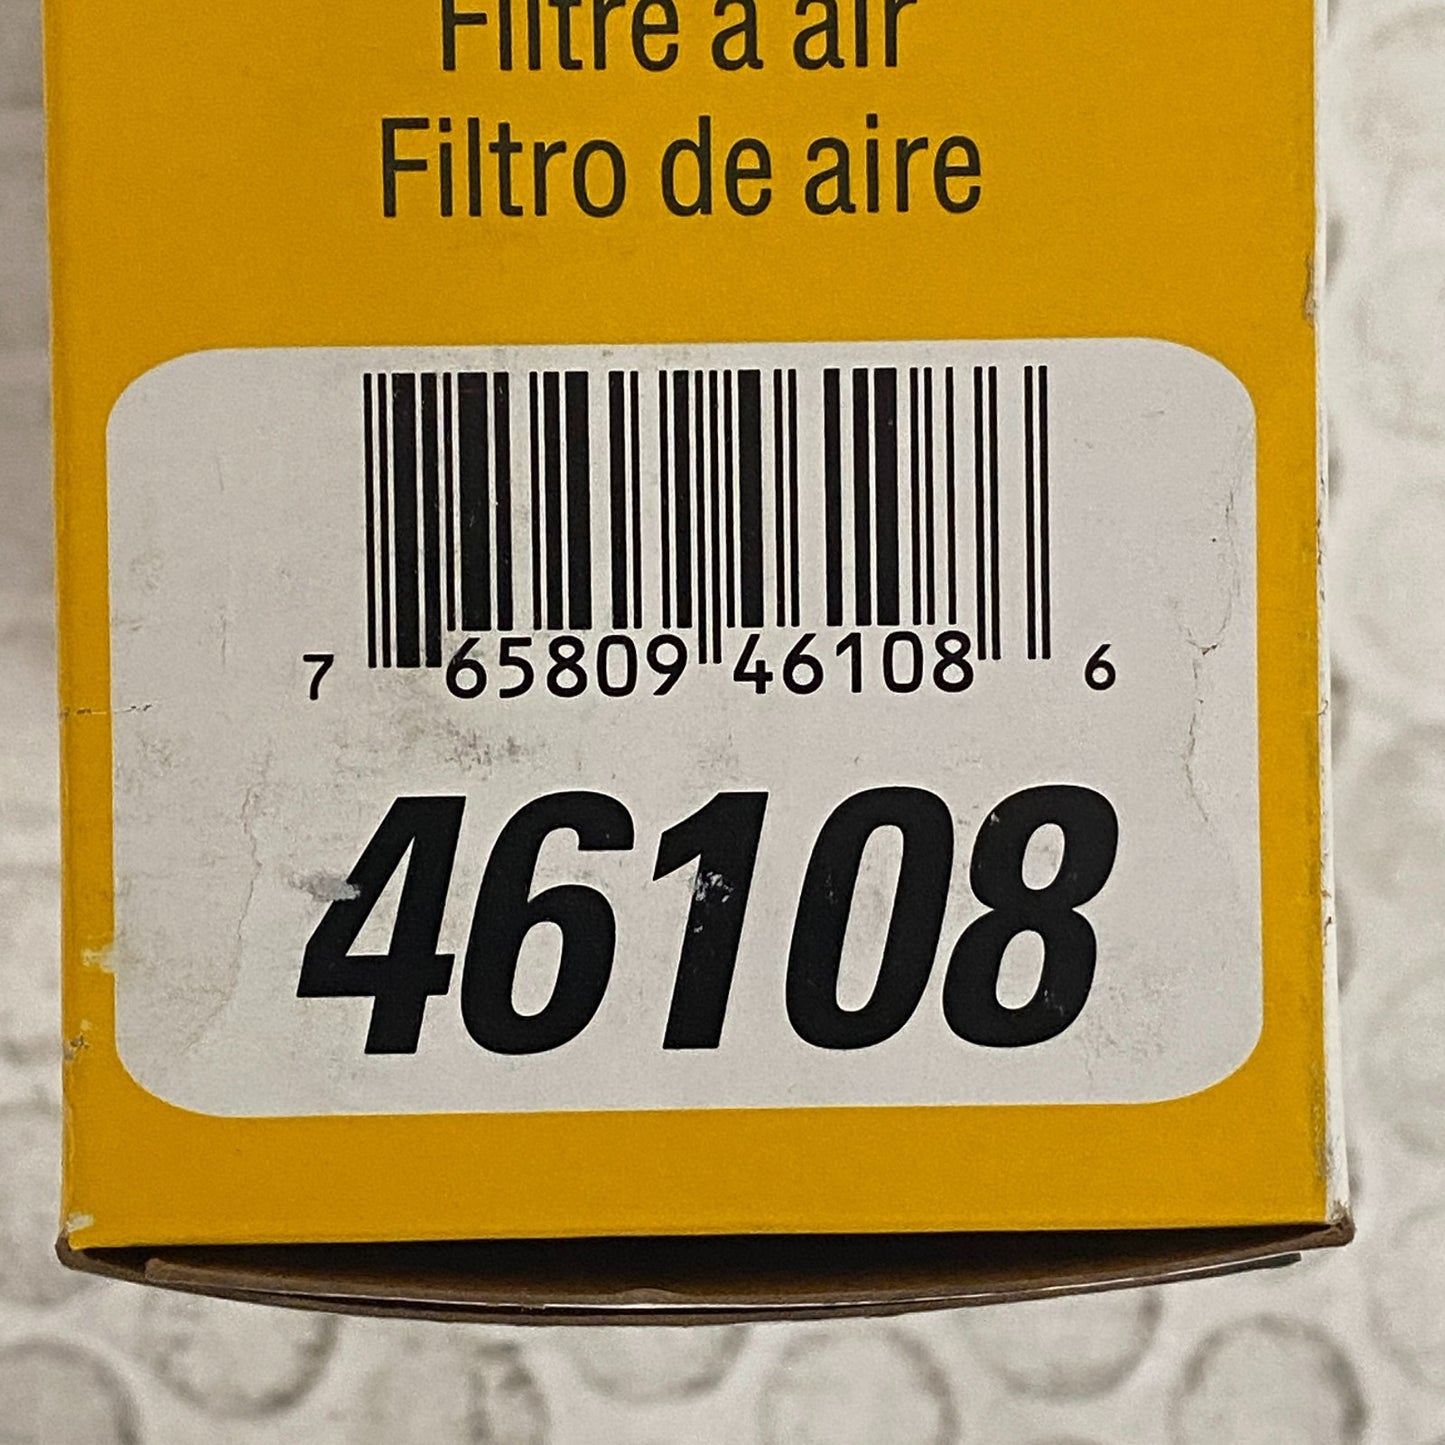 Filtre à air
Filtro de aire
7 65809 46108 6
46108